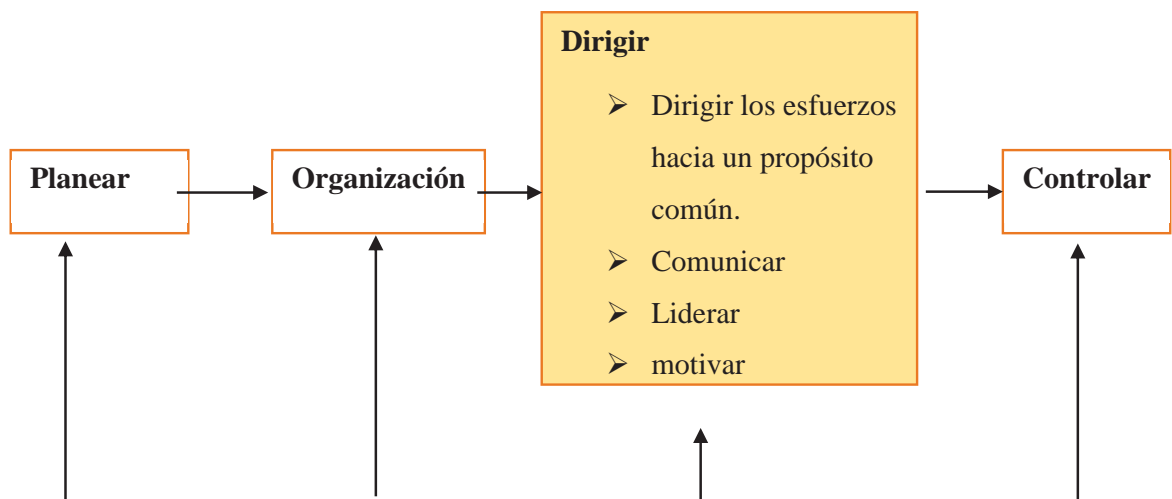 Planear
Organización
Dirigir
➢ Dirigir los esfuerzos
hacia un propósito
común.
➢ Comunicar
➢ Liderar
➢ motivar
Controlar